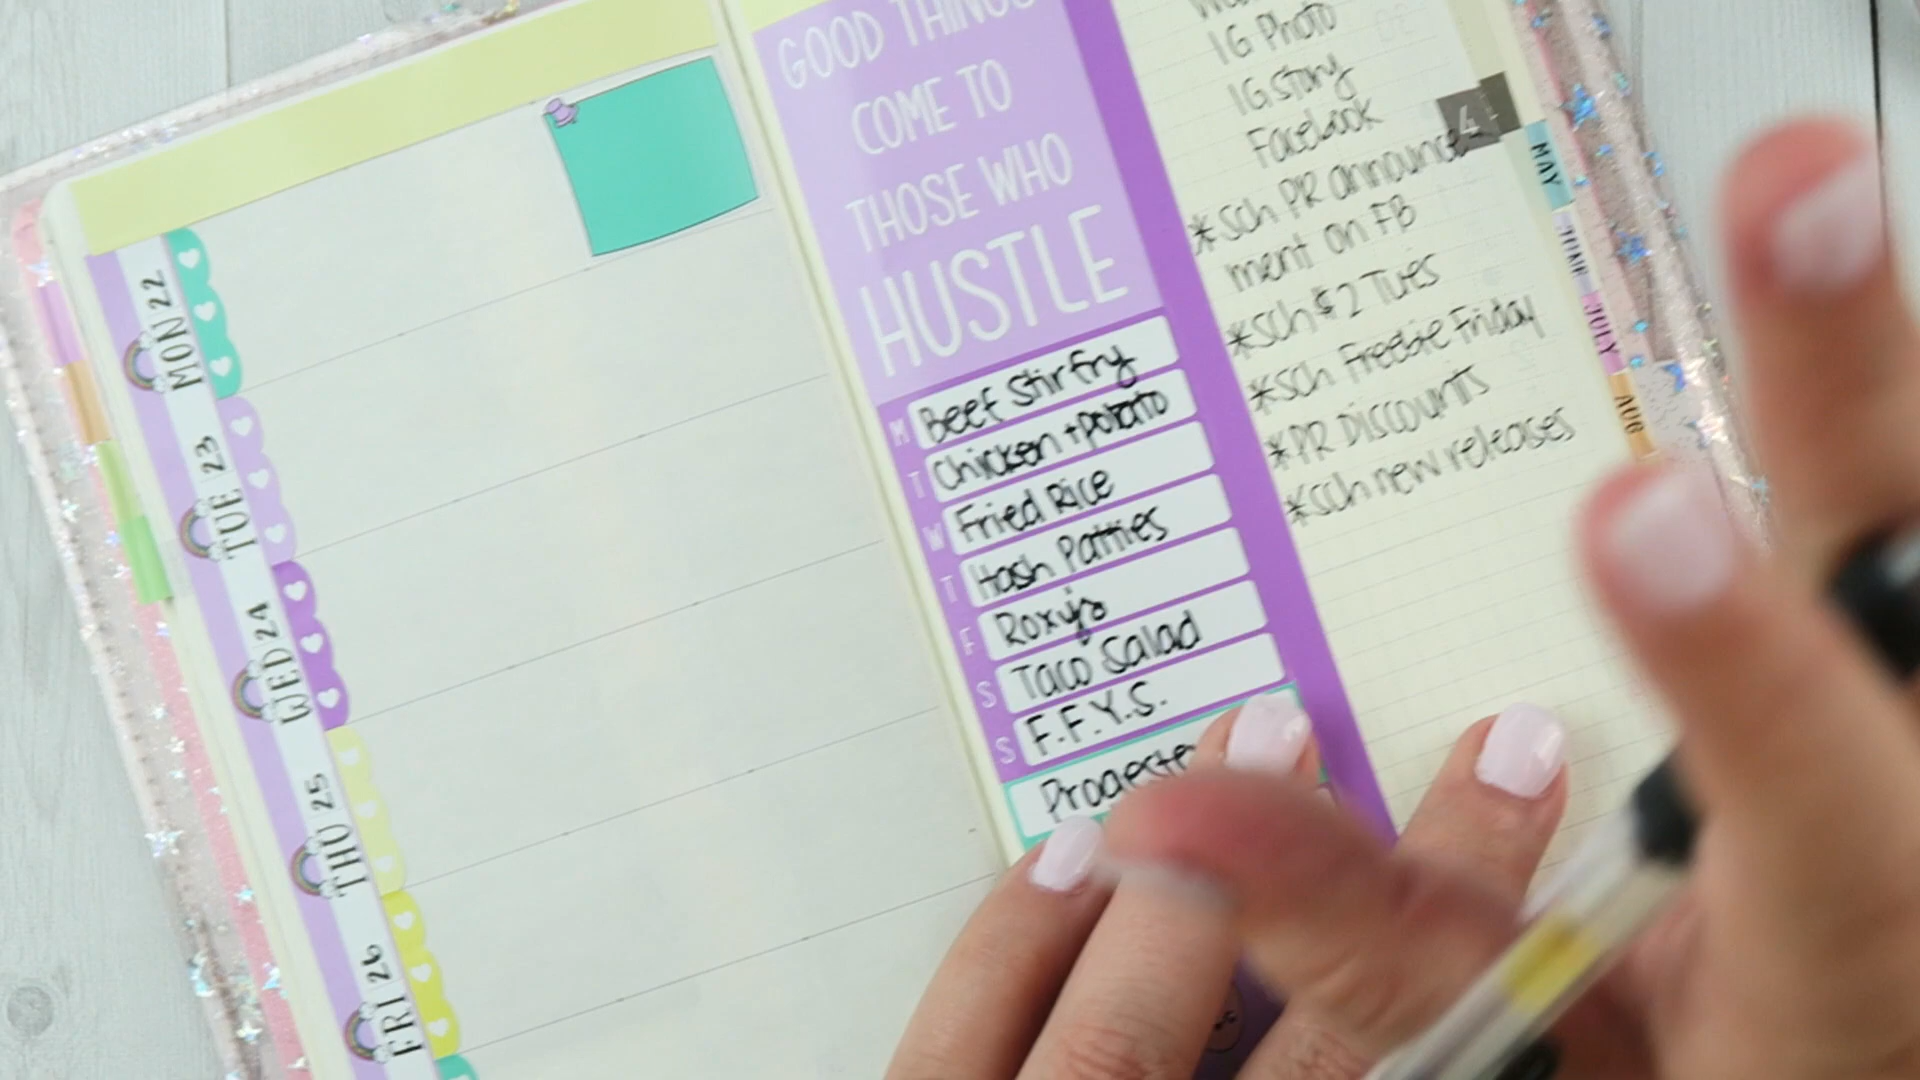 MON 22
TUE 23
WED 24
THU 25
FRI 26
GOOD THINGS
COME TO
THOSE WHO
HUSTLE
M Beef Stir fry
T Chicken + potato
W Fried Rice
T Hash Patties
F Roxy's
S Taco Salad
S F.F.Y.S.
IG Photo
IG story
Facebook
*sch PR announce-
ment on FB
*sch $2 Tues
*sch Freebie Friday
*PR Discounts
*sch new releases
4
MAY
JUNE
JULY
AUG